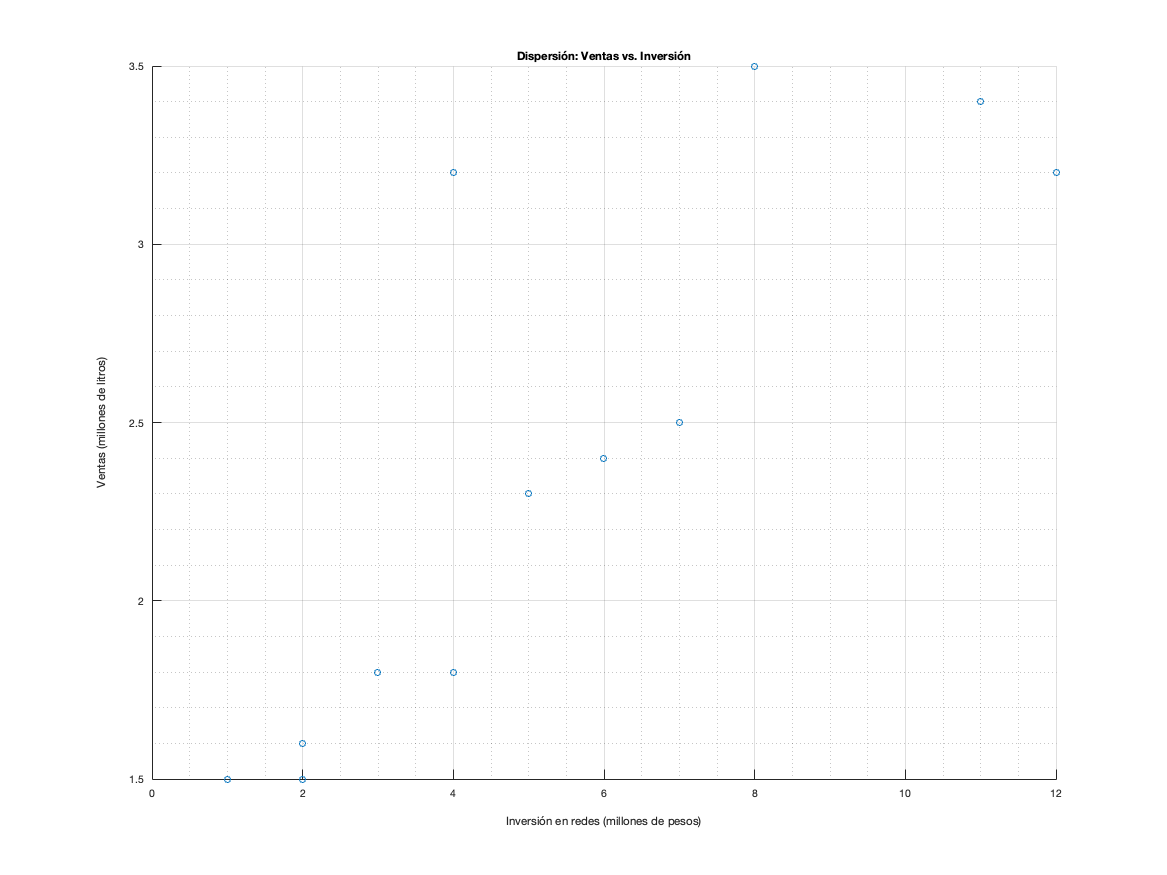 Dispersión: Ventas vs. Inversión
3.5
3
2.5
2
1.5
Ventas (millones de litros)
0 2 4 6 8 10 12
Inversión en redes (millones de pesos)